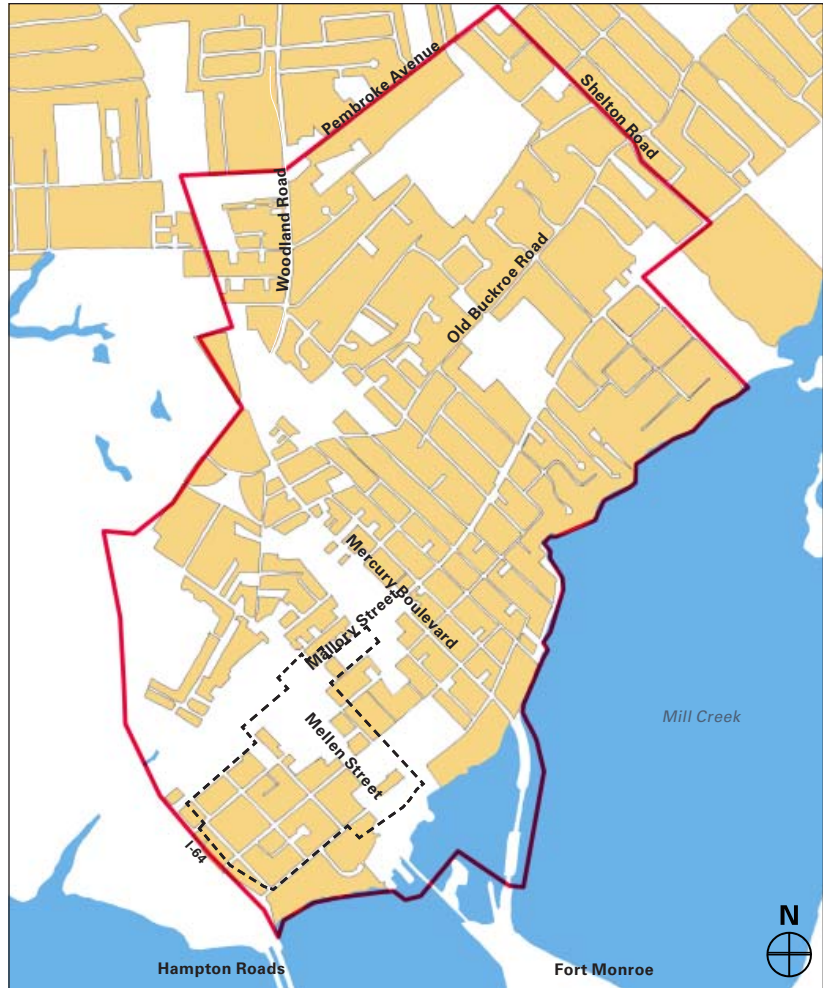 Pembroke Avenue
Shelton Road
Woodland Road
Old Buckroe Road
Mercury Boulevard
Mallory Street
Mill Creek
Mellen Street
I-64
N
Hampton Roads
Fort Monroe